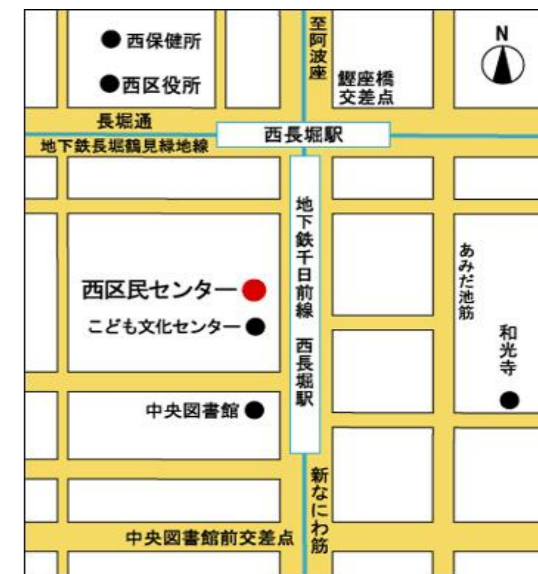 西保健所
西区役所
至阿波座
鰹座橋
交差点
N
長堀通
西長堀駅
地下鉄長堀鶴見緑地線
地下鉄千日前線 西長堀駅
あみだ池筋
西区民センター
こども文化センター
和光寺
中央図書館
新なにわ筋
中央図書館前交差点